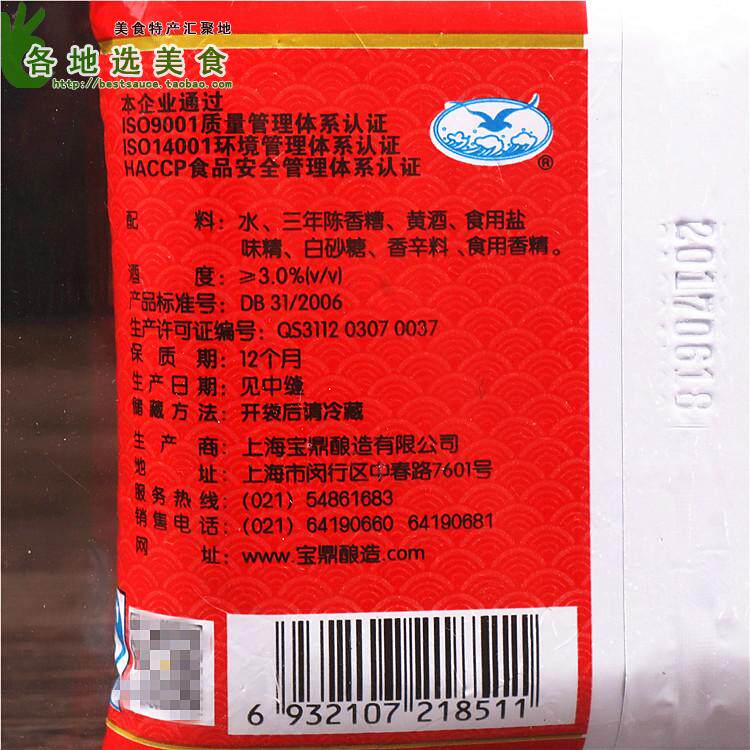 美食特产汇聚地
各地选美食
http://bestsauce.taobao.com
本企业通过
ISO9001质量管理体系认证
ISO14001环境管理体系认证
HACCP食品安全管理体系认证
®
配 料：水、三年陈香糟、黄酒、食用盐
味精、白砂糖、香辛料、食用香精。
酒 度：≥3.0%(v/v)
产品标准号：DB 31/2006
生产许可证编号：QS3112 0307 0037
保 质 期：12个月
生产日期：见中缝
储藏方法：开袋后请冷藏
生 产 商：上海宝鼎酿造有限公司
地 址：上海市闵行区中春路7601号
服务热线：(021) 54861683
销售电话：(021) 64190660 64190681
网 址：www.宝鼎酿造.com
6 932107 218511
20170618